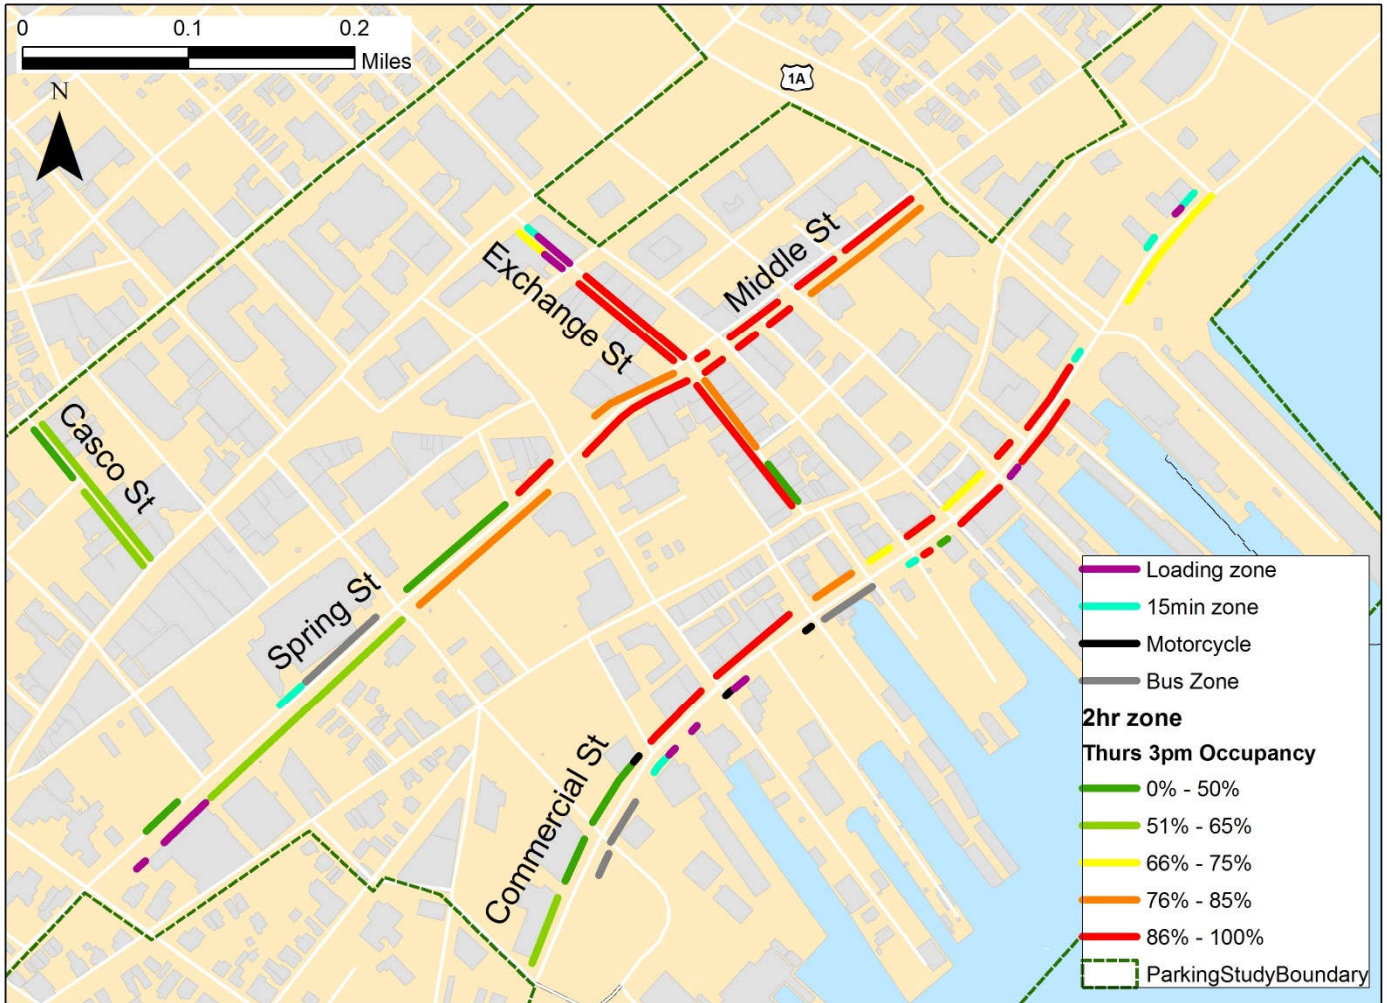 0 0.1 0.2
Miles
N
1A
Middle St
Exchange St
Casco St
Spring St
Commercial St
Loading zone
15min zone
Motorcycle
Bus Zone
2hr zone
Thurs 3pm Occupancy
0% - 50%
51% - 65%
66% - 75%
76% - 85%
86% - 100%
ParkingStudyBoundary